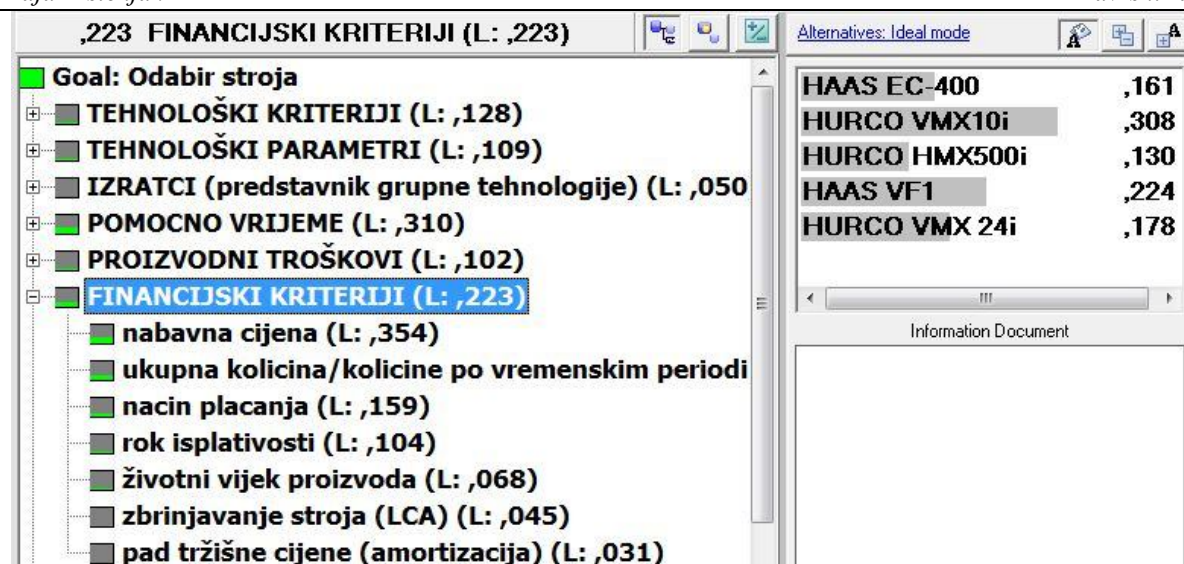 ,223 FINANCIJSKI KRITERIJI (L: ,223)
Goal: Odabir stroja
TEHNOLOŠKI KRITERIJI (L: ,128)
TEHNOLOŠKI PARAMETRI (L: ,109)
IZRATCI (predstavnik grupne tehnologije) (L: ,050
POMOCNO VRIJEME (L: ,310)
PROIZVODNI TROŠKOVI (L: ,102)
FINANCIJSKI KRITERIJI (L: ,223)
nabavna cijena (L: ,354)
ukupna kolicina/kolicine po vremenskim periodi
nacin placanja (L: ,159)
rok isplativosti (L: ,104)
životni vijek proizvoda (L: ,068)
zbrinjavanje stroja (LCA) (L: ,045)
pad tržišne cijene (amortizacija) (L: ,031)
Alternatives: Ideal mode
HAAS EC-400 ,161
HURCO VMX10i ,308
HURCO HMX500i ,130
HAAS VF1 ,224
HURCO VMX 24i ,178
Information Document